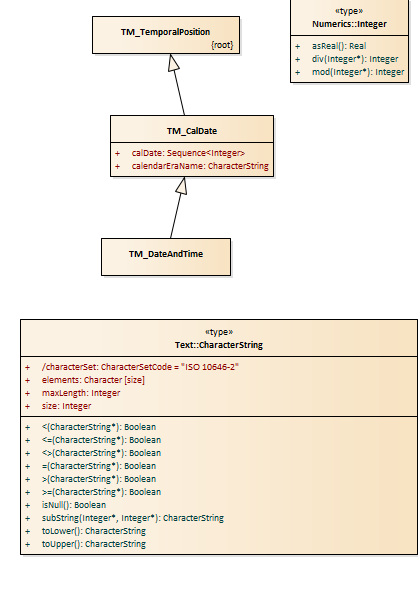 TM_TemporalPosition
{root}
«type»
Numerics::Integer
+ asReal(): Real
+ div(Integer*): Integer
+ mod(Integer*): Integer
TM_CalDate
+ calDate: Sequence<Integer>
+ calendarEraName: CharacterString
TM_DateAndTime
«type»
Text::CharacterString
+ /characterSet: CharacterSetCode = "ISO 10646-2"
+ elements: Character [size]
+ maxLength: Integer
+ size: Integer
+ <(CharacterString*): Boolean
+ <=(CharacterString*): Boolean
+ <>(CharacterString*): Boolean
+ =(CharacterString*): Boolean
+ >(CharacterString*): Boolean
+ >=(CharacterString*): Boolean
+ isNull(): Boolean
+ subString(Integer*, Integer*): CharacterString
+ toLower(): CharacterString
+ toUpper(): CharacterString